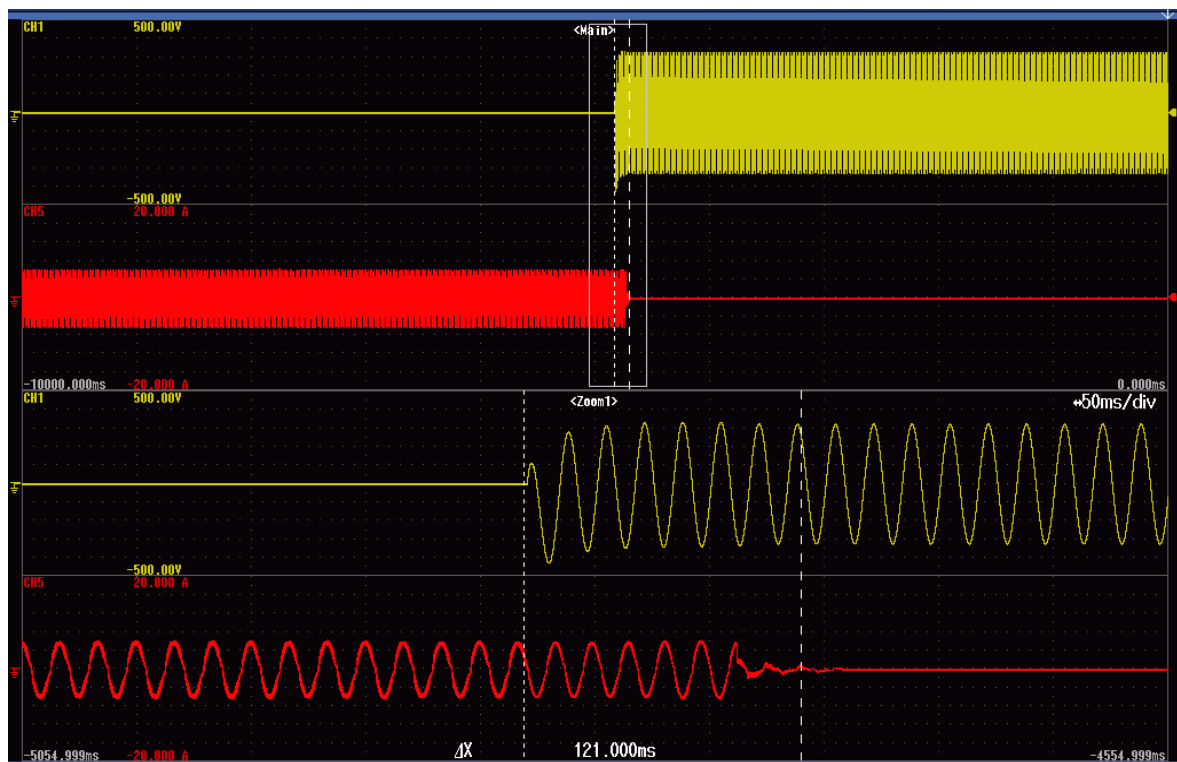 CH1 500.00V <Main>
-500.00V
CH5 20.000 A
-10000.000ms -20.000 A 0.000ms
CH1 500.00V <Zoom1> ↔50ms/div
-500.00V
CH5 20.000 A
-5054.999ms -20.000 A ΔX 121.000ms -4554.999ms